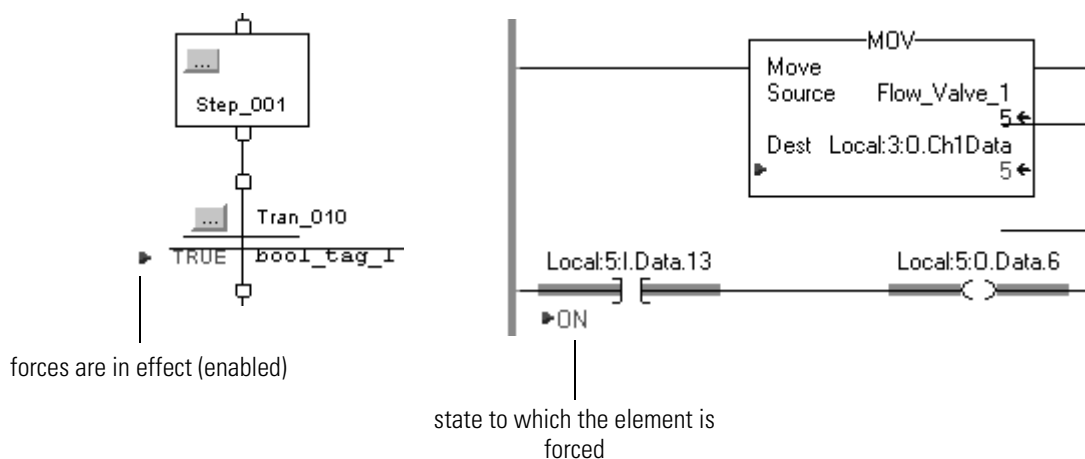 ...
Step_001
...
Tran_010
TRUE bool_tag_1
forces are in effect (enabled)
MOV
Move
Source Flow_Valve_1
5
Dest Local:3:O.Ch1Data
5
Local:5:I.Data.13
Local:5:O.Data.6
ON
state to which the element is
forced